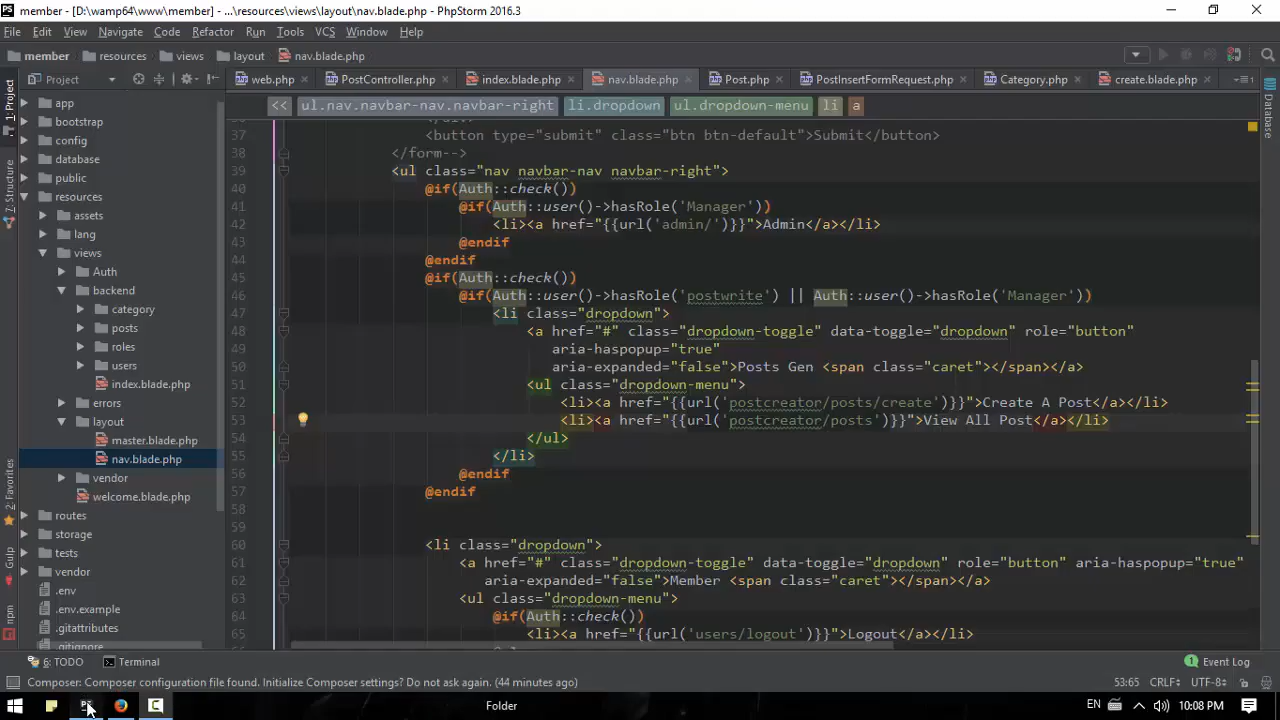 member - [D:\wamp64\www\member] - ...\resources\views\layout\nav.blade.php - PhpStorm 2016.3
File Edit View Navigate Code Refactor Run Tools VCS Window Help
member resources views layout nav.blade.php
Project web.php PostController.php index.blade.php nav.blade.php Post.php PostInsertFormRequest.php Category.php create.blade.php
<< ul.nav.navbar-nav.navbar-right li.dropdown ul.dropdown-menu li a
1: Project
7: Structure
2: Favorites
Gulp
npm
Database
app
bootstrap
config
database
public
resources
assets
lang
views
Auth
backend
category
posts
roles
users
index.blade.php
errors
layout
master.blade.php
nav.blade.php
vendor
welcome.blade.php
routes
storage
tests
vendor
.env
.env.example
.gitattributes
.gitignore
37 <button type="submit" class="btn btn-default">Submit</button>
38 </form-->
39 <ul class="nav navbar-nav navbar-right">
40 @if(Auth::check())
41 @if(Auth::user()->hasRole('Manager'))
42 <li><a href="{{url('admin/')}}">Admin</a></li>
43 @endif
44 @endif
45 @if(Auth::check())
46 @if(Auth::user()->hasRole('postwrite') || Auth::user()->hasRole('Manager'))
47 <li class="dropdown">
48 <a href="#" class="dropdown-toggle" data-toggle="dropdown" role="button"
49 aria-haspopup="true"
50 aria-expanded="false">Posts Gen <span class="caret"></span></a>
51 <ul class="dropdown-menu">
52 <li><a href="{{url('postcreator/posts/create')}}">Create A Post</a></li>
53 <li><a href="{{url('postcreator/posts')}}">View All Post</a></li>
54 </ul>
55 </li>
56 @endif
57 @endif
58
59
60 <li class="dropdown">
61 <a href="#" class="dropdown-toggle" data-toggle="dropdown" role="button" aria-haspopup="true"
62 aria-expanded="false">Member <span class="caret"></span></a>
63 <ul class="dropdown-menu">
64 @if(Auth::check())
65 <li><a href="{{url('users/logout')}}">Logout</a></li>
6: TODO Terminal Event Log
Composer: Composer configuration file found. Initialize Composer settings? Do not ask again. (44 minutes ago) 53:65 CRLF÷ UTF-8÷
Folder EN 10:08 PM